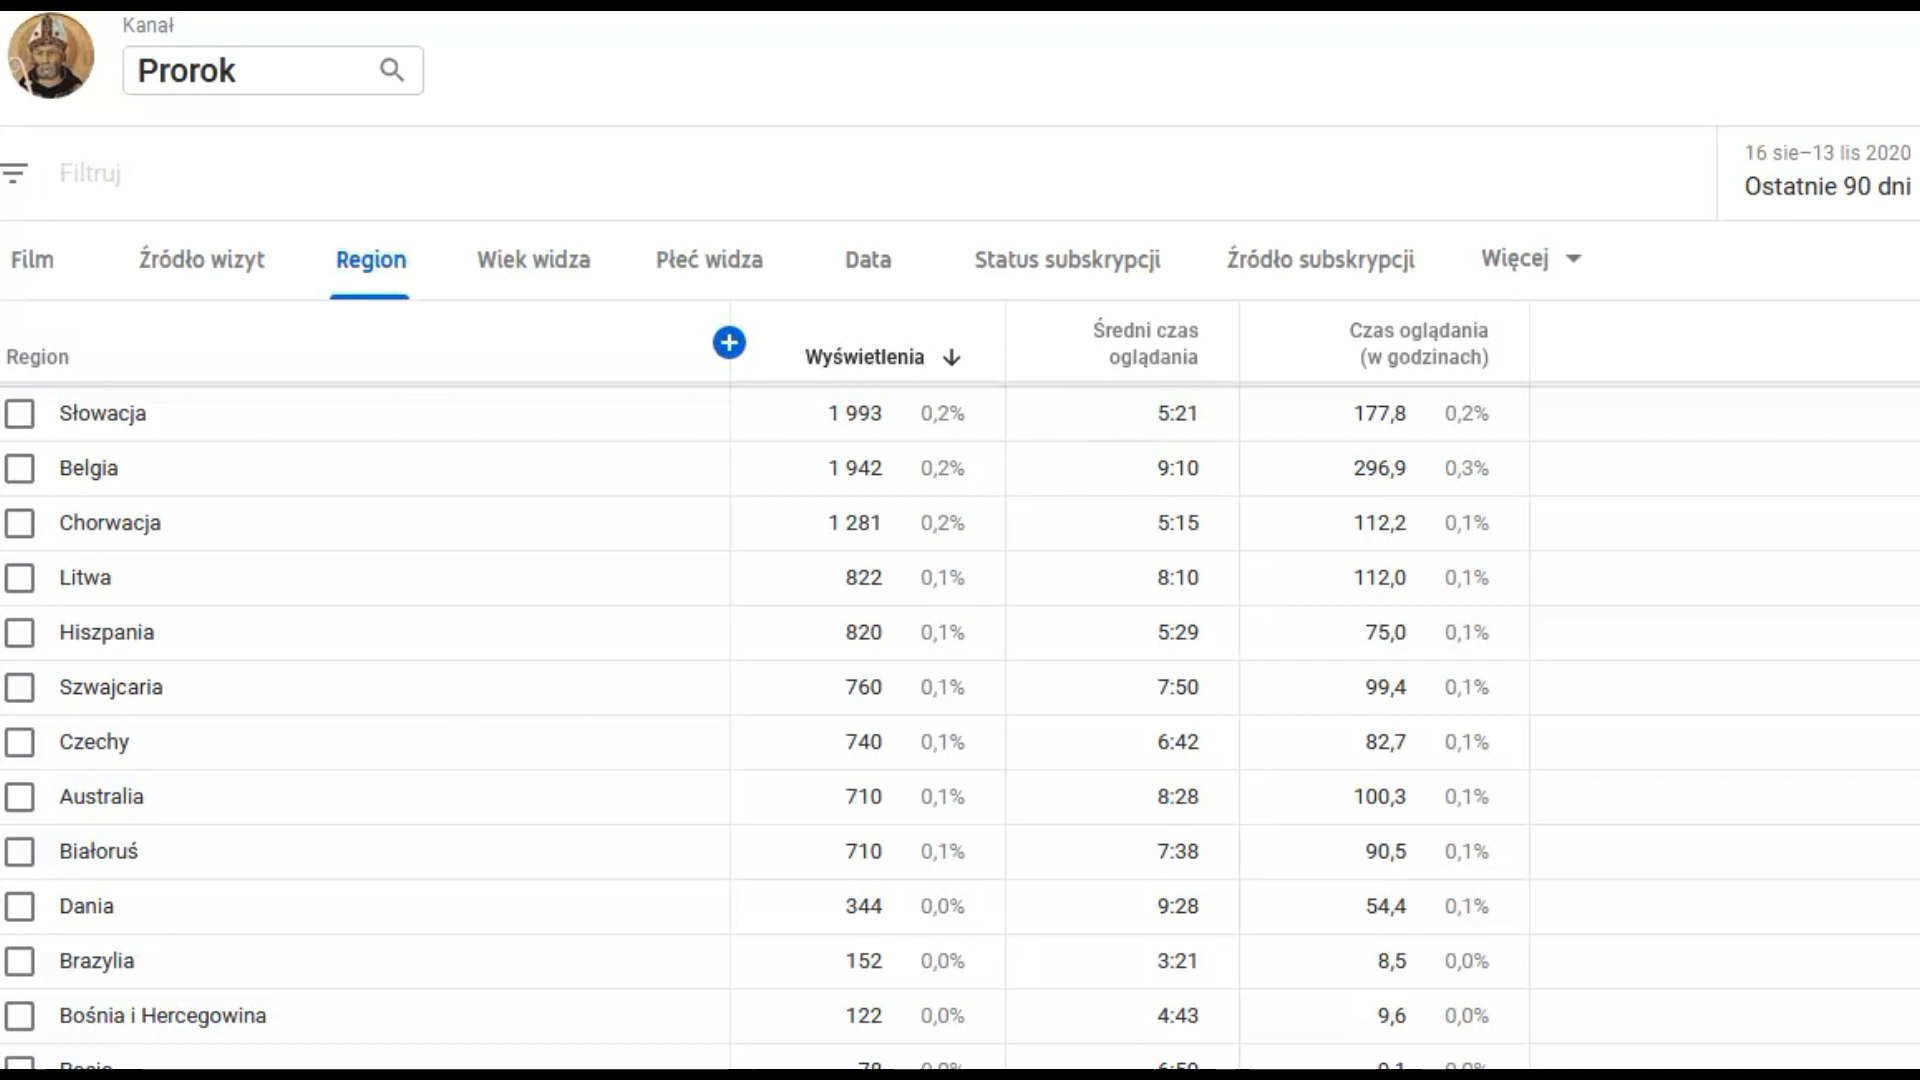 Kanał
Prorok
Filtruj
16 sie–13 lis 2020
Ostatnie 90 dni
Film Źródło wizyt Region Wiek widza Płeć widza Data Status subskrypcji Źródło subskrypcji Więcej
Region Wyświetlenia Średni czas oglądania Czas oglądania (w godzinach)
Słowacja 1 993 0,2% 5:21 177,8 0,2%
Belgia 1 942 0,2% 9:10 296,9 0,3%
Chorwacja 1 281 0,2% 5:15 112,2 0,1%
Litwa 822 0,1% 8:10 112,0 0,1%
Hiszpania 820 0,1% 5:29 75,0 0,1%
Szwajcaria 760 0,1% 7:50 99,4 0,1%
Czechy 740 0,1% 6:42 82,7 0,1%
Australia 710 0,1% 8:28 100,3 0,1%
Białoruś 710 0,1% 7:38 90,5 0,1%
Dania 344 0,0% 9:28 54,4 0,1%
Brazylia 152 0,0% 3:21 8,5 0,0%
Bośnia i Hercegowina 122 0,0% 4:43 9,6 0,0%